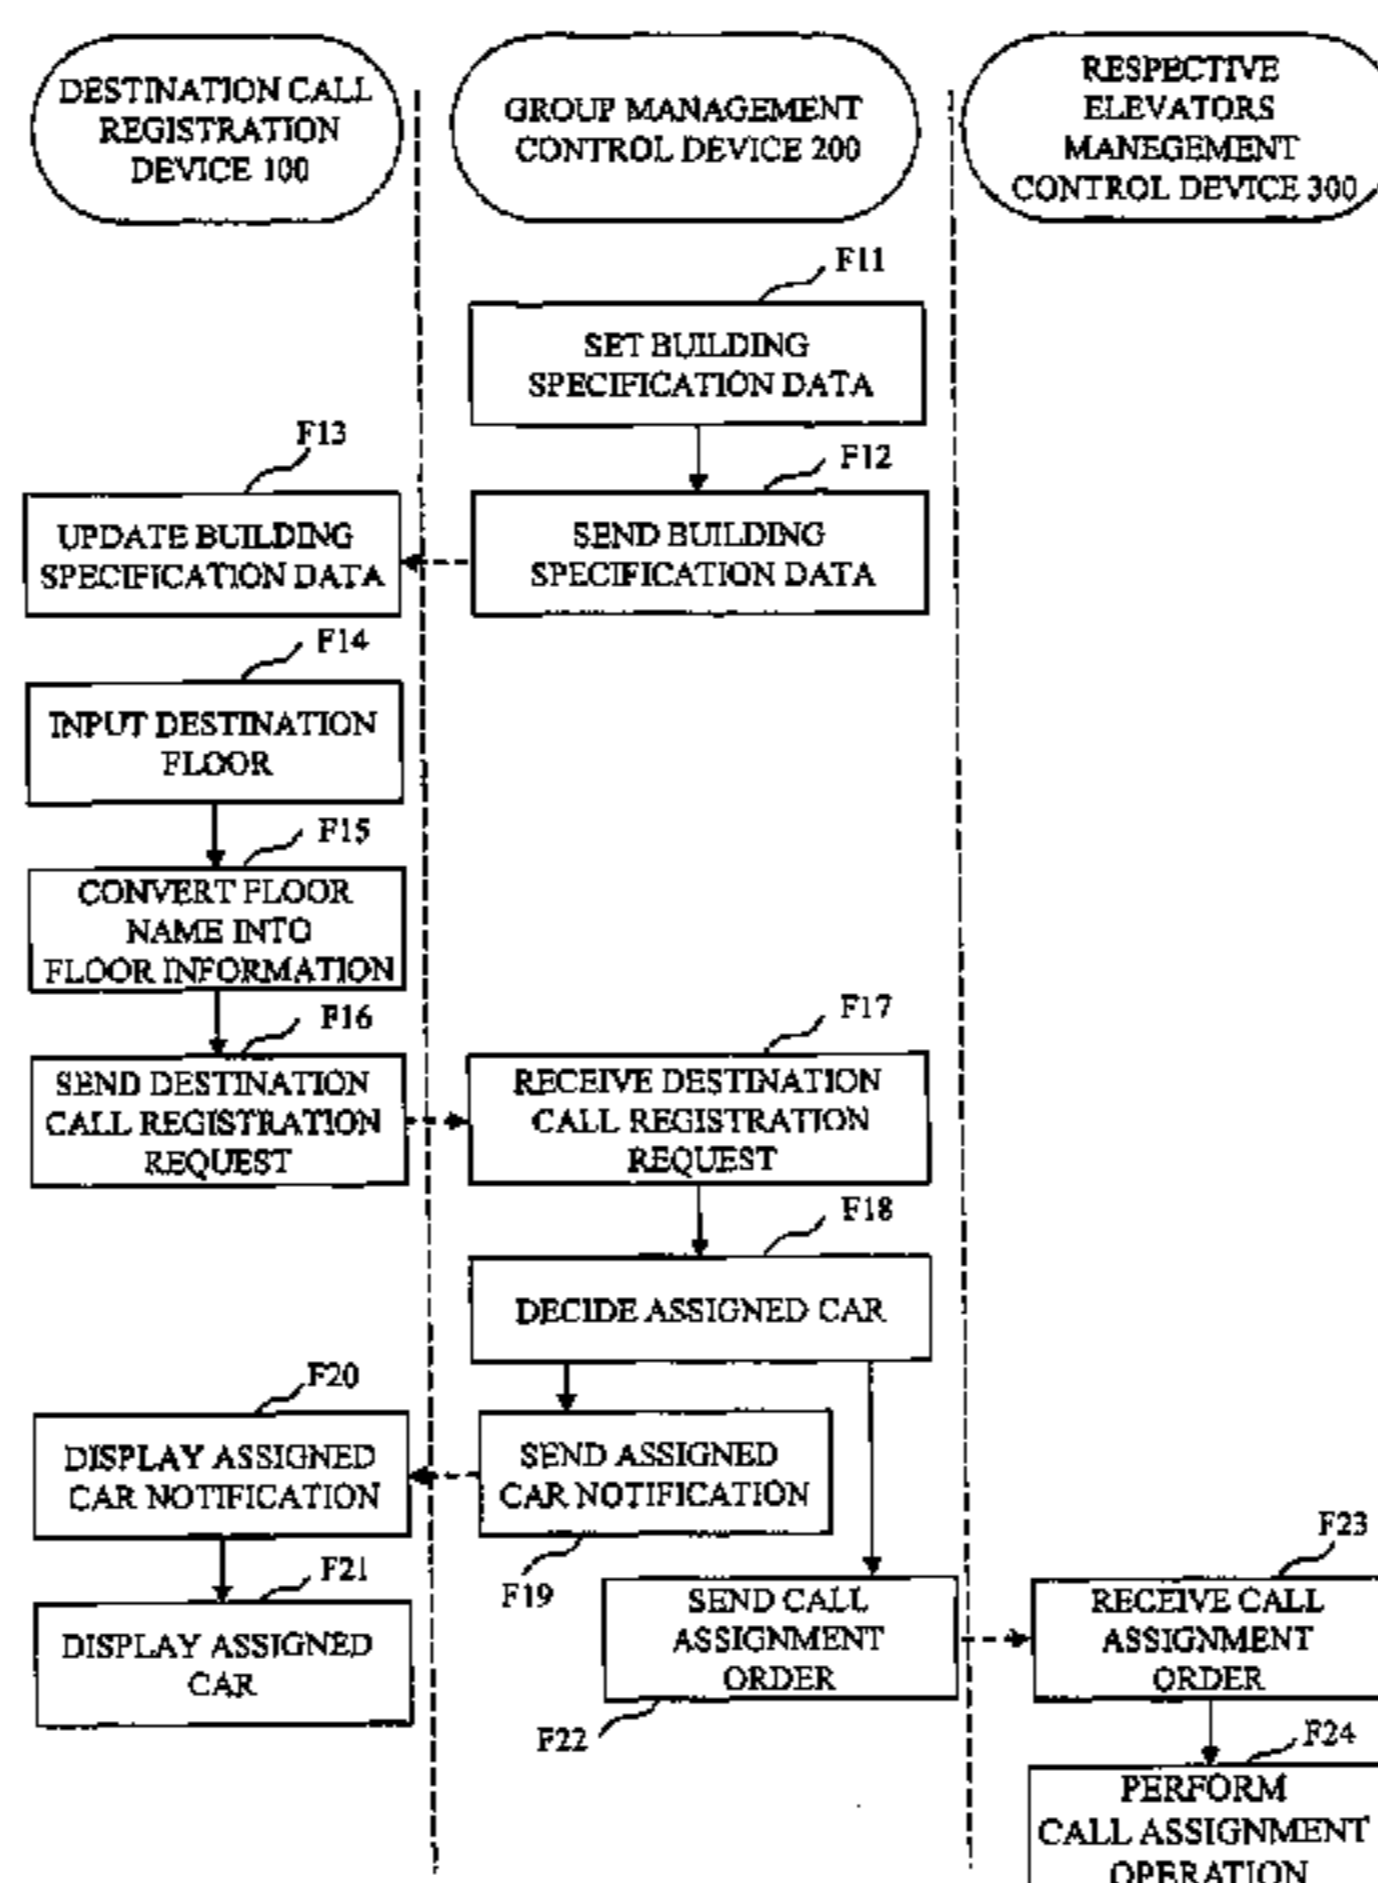 DESTINATION CALL
REGISTRATION
DEVICE 100
GROUP MANAGEMENT
CONTROL DEVICE 200
RESPECTIVE
ELEVATORS
MANEGEMENT
CONTROL DEVICE 300
F11
SET BUILDING
SPECIFICATION DATA
F13
UPDATE BUILDING
SPECIFICATION DATA
F12
SEND BUILDING
SPECIFICATION DATA
F14
INPUT DESTINATION
FLOOR
F15
CONVERT FLOOR
NAME INTO
FLOOR INFORMATION
F16
SEND DESTINATION
CALL REGISTRATION
REQUEST
F17
RECEIVE DESTINATION
CALL REGISTRATION
REQUEST
F18
DECIDE ASSIGNED CAR
F20
DISPLAY ASSIGNED
CAR NOTIFICATION
SEND ASSIGNED
CAR NOTIFICATION
F19
F21
DISPLAY ASSIGNED
CAR
SEND CALL
ASSIGNMENT
ORDER
F22
F23
RECEIVE CALL
ASSIGNMENT
ORDER
F24
PERFORM
CALL ASSIGNMENT
OPERATION